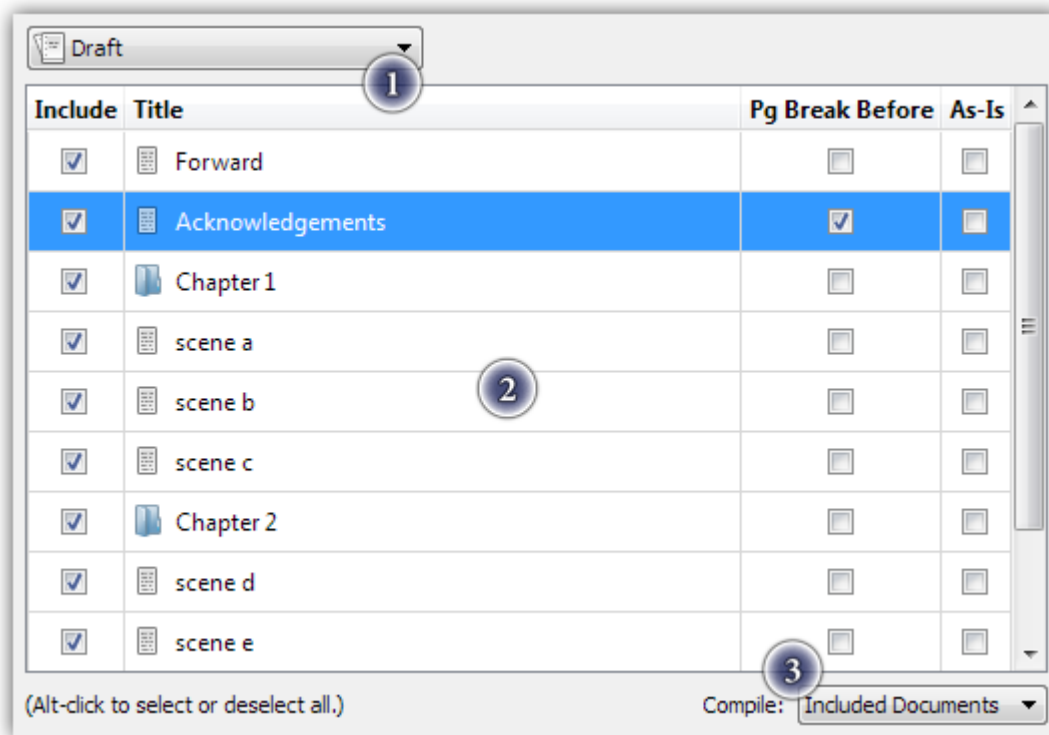 Draft
1
Include Title Pg Break Before As-Is
Forward
Acknowledgements
Chapter 1
scene a
scene b
2
scene c
Chapter 2
scene d
scene e
3
(Alt-click to select or deselect all.) Compile: Included Documents